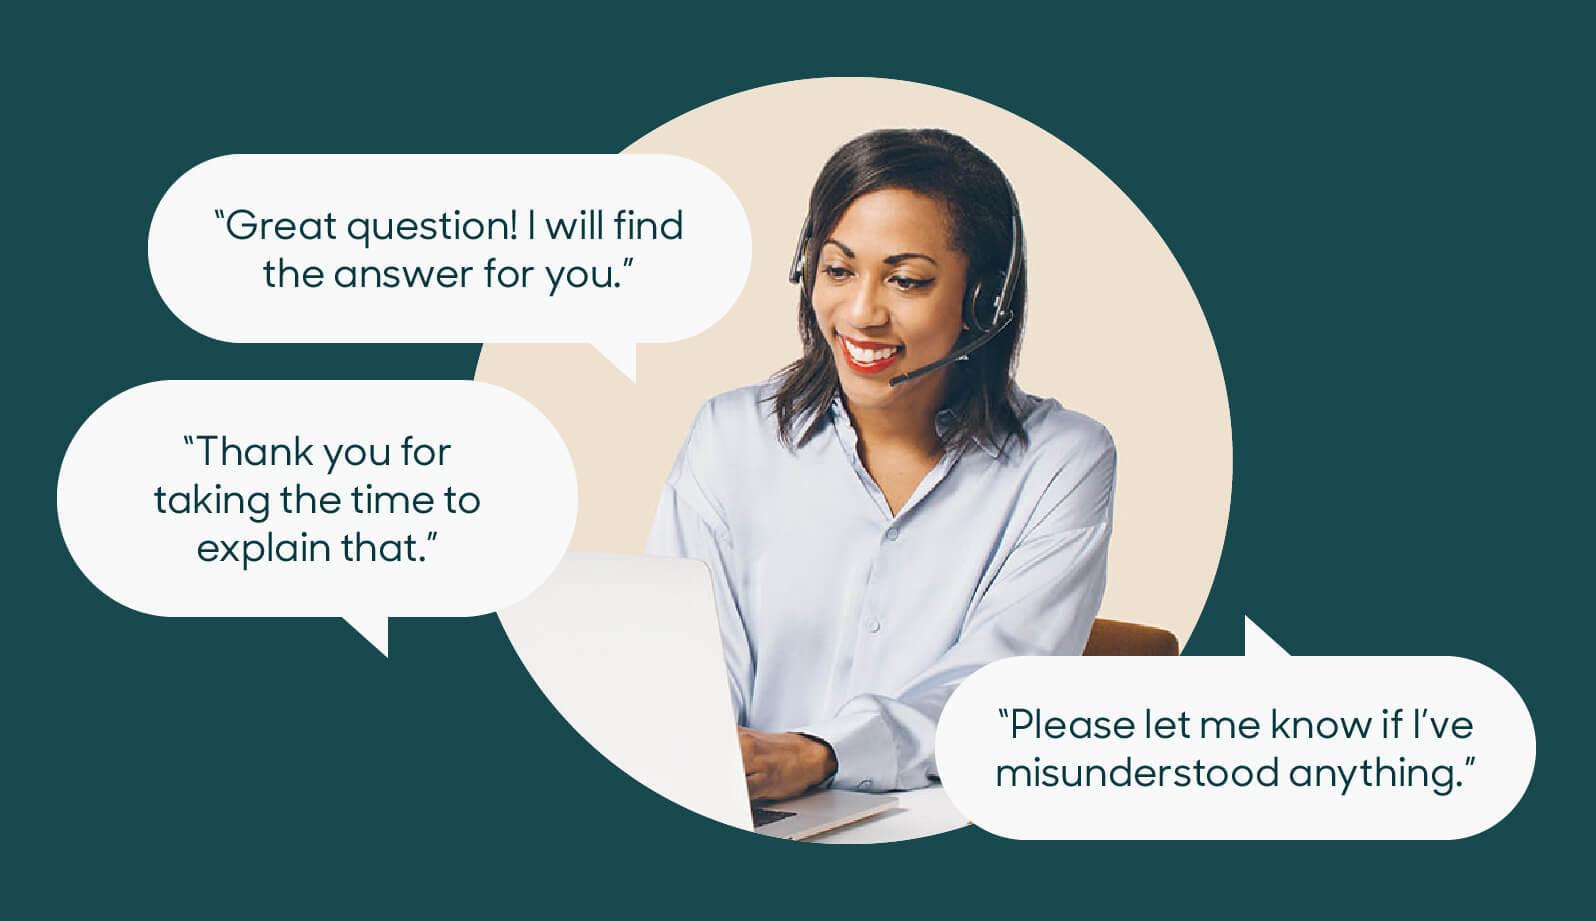 “Great question! I will find
the answer for you.”
“Thank you for
taking the time to
explain that.”
“Please let me know if I’ve
misunderstood anything.”